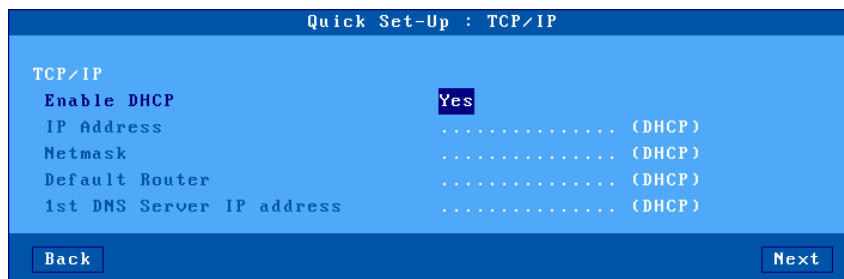 Quick Set-Up : TCP/IP
TCP/IP
Enable DHCP Yes
IP Address ............... (DHCP)
Netmask ............... (DHCP)
Default Router ............... (DHCP)
1st DNS Server IP address ............... (DHCP)
Back Next